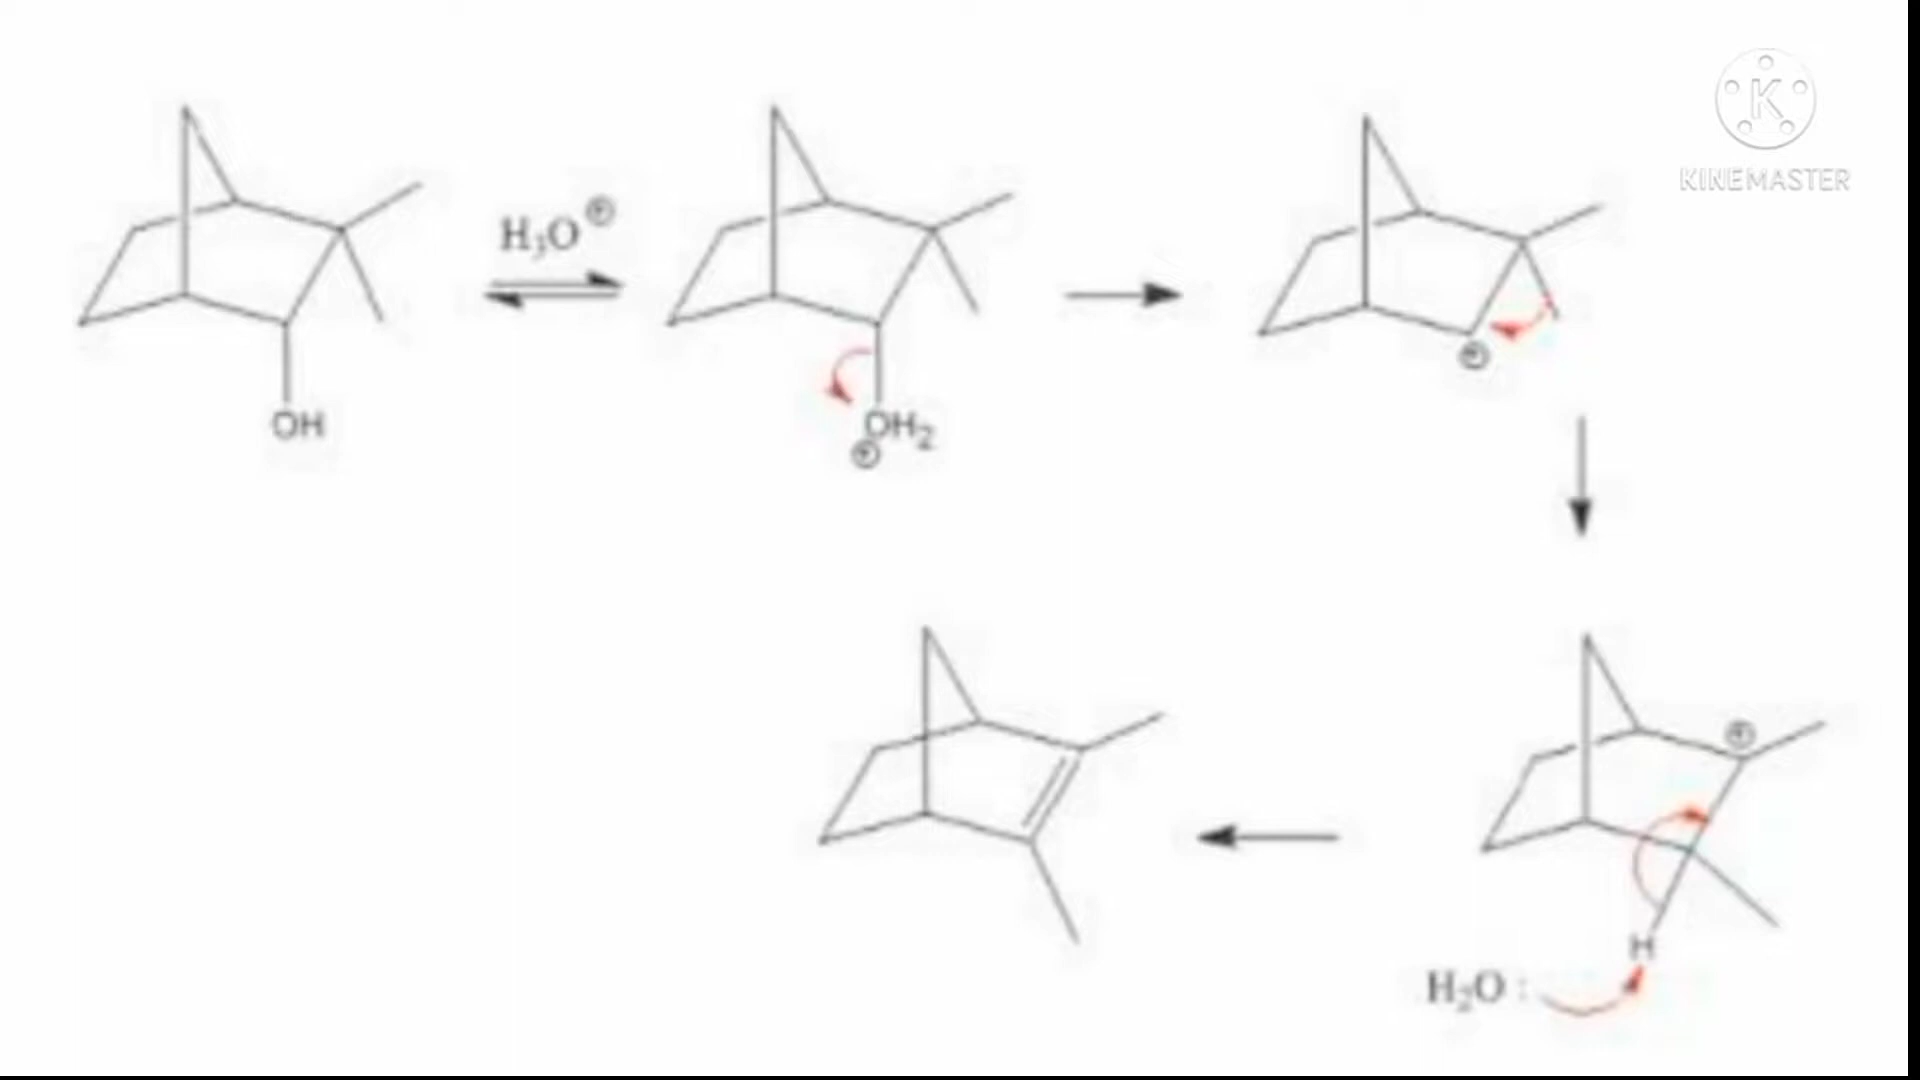 K
KINEMASTER
H₃O ⊕
OH
OH₂
⊕
⊕
⊕
H
H₂O :